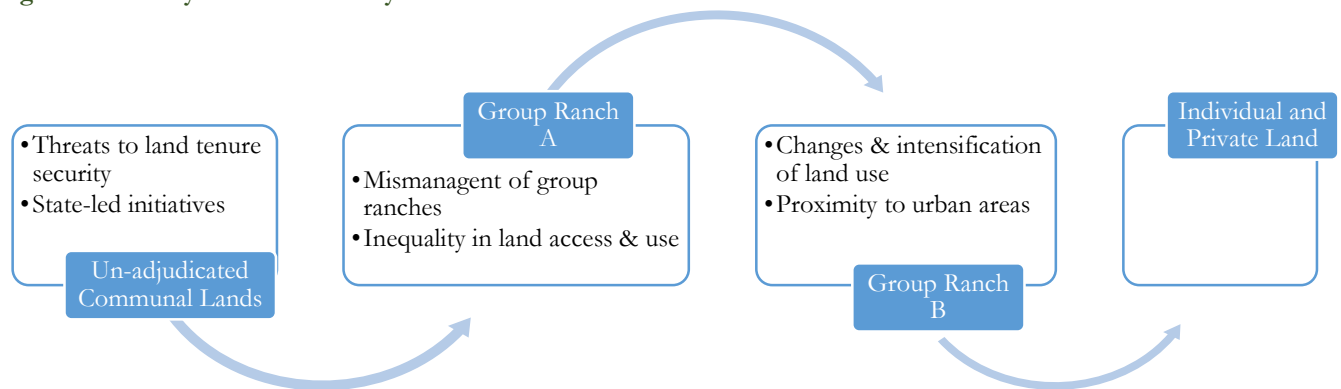 • Threats to land tenure
security
• State-led initiatives
Un-adjudicated
Communal Lands
Group Ranch
A
• Mismanagent of group
ranches
• Inequality in land access & use
• Changes & intensification
of land use
• Proximity to urban areas
Group Ranch
B
Individual and
Private Land